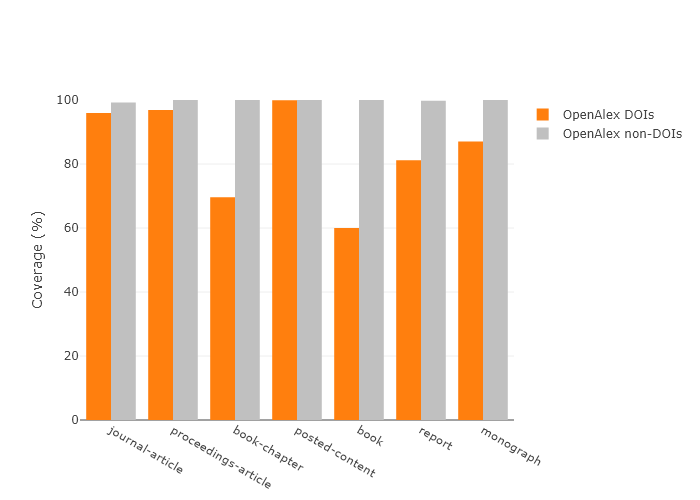 100
80
60
40
20
0
Coverage (%)
journal-article
proceedings-article
book-chapter
posted-content
book
report
monograph
OpenAlex DOIs
OpenAlex non-DOIs